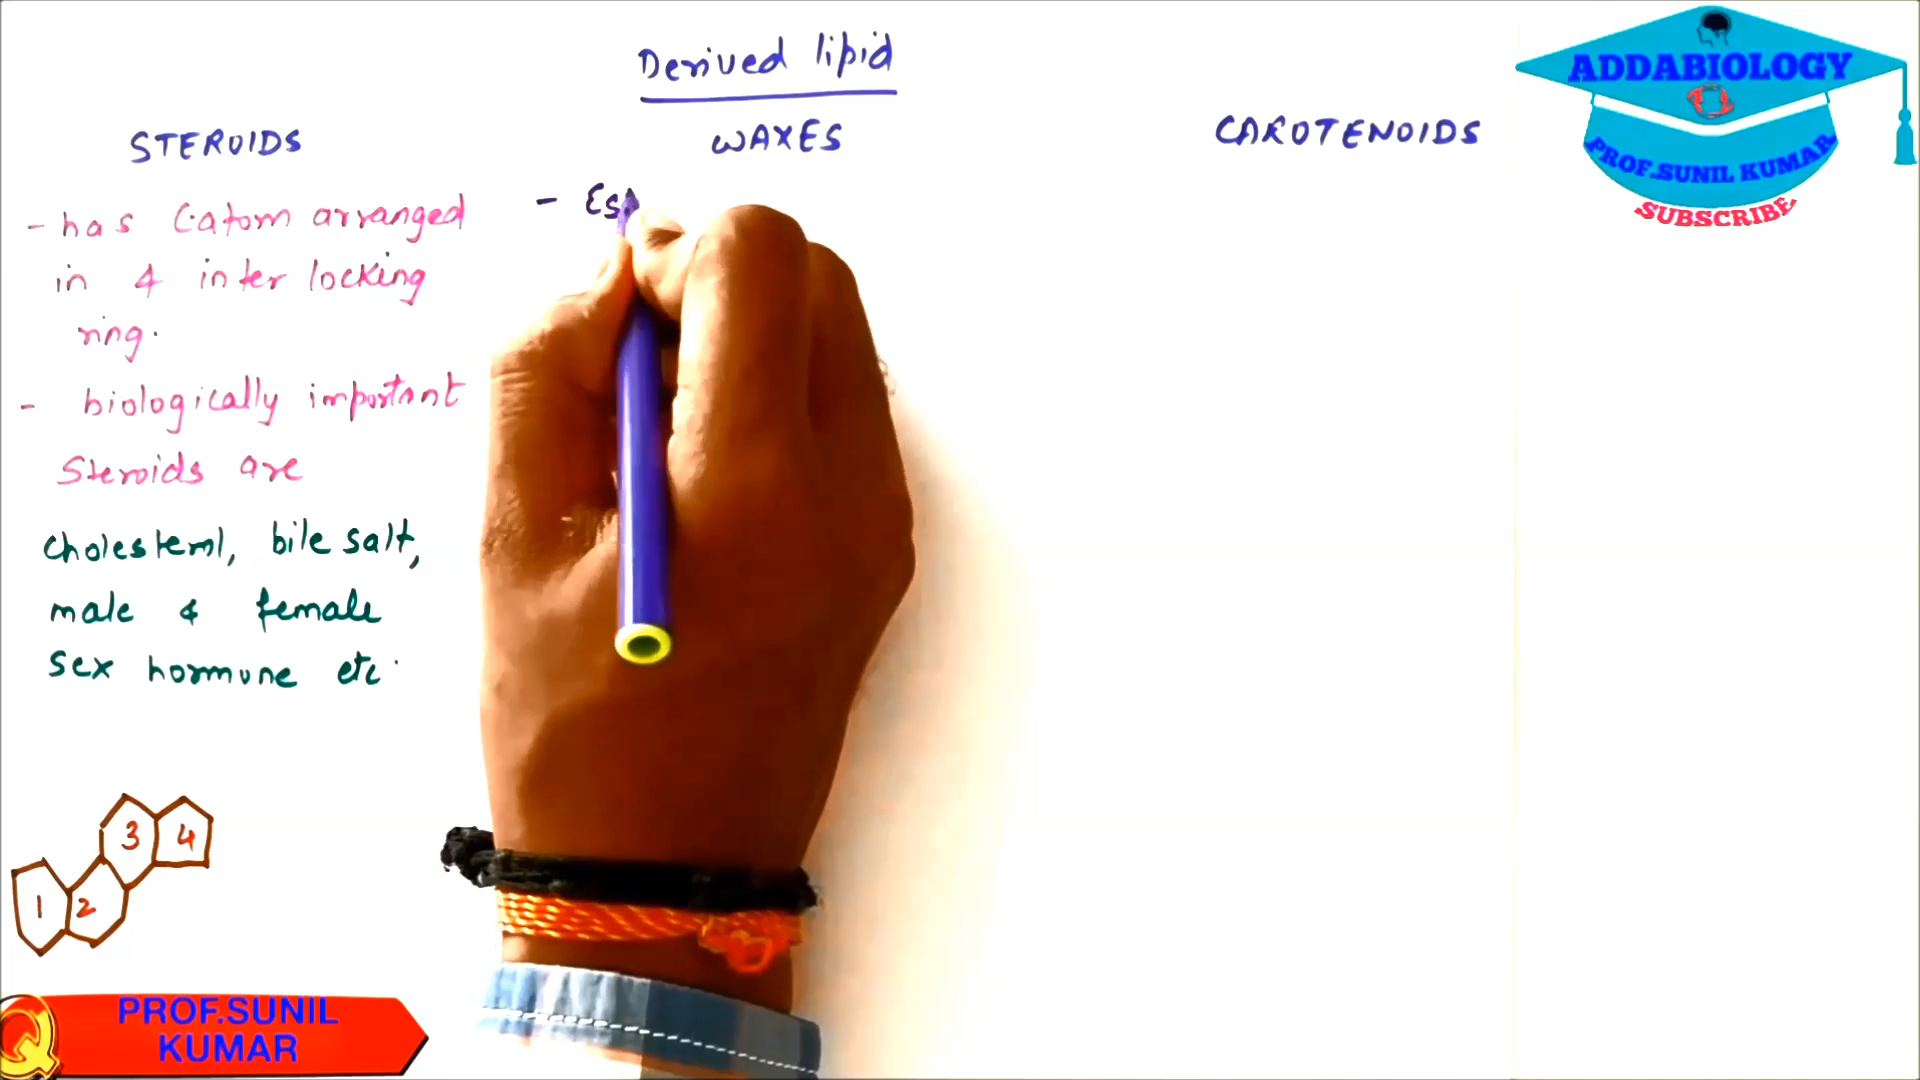 Derived lipid
STEROIDS
WAXES
CAROTENOIDS
- has C-atom arranged
in 4 inter locking
ring.
- biologically important
Steroids are
cholesterol, bile salt,
male & female
sex hormone etc.
- Es
1
2
3
4
ADDABIOLOGY
PROF.SUNIL KUMAR
SUBSCRIBE
PROF.SUNIL
KUMAR